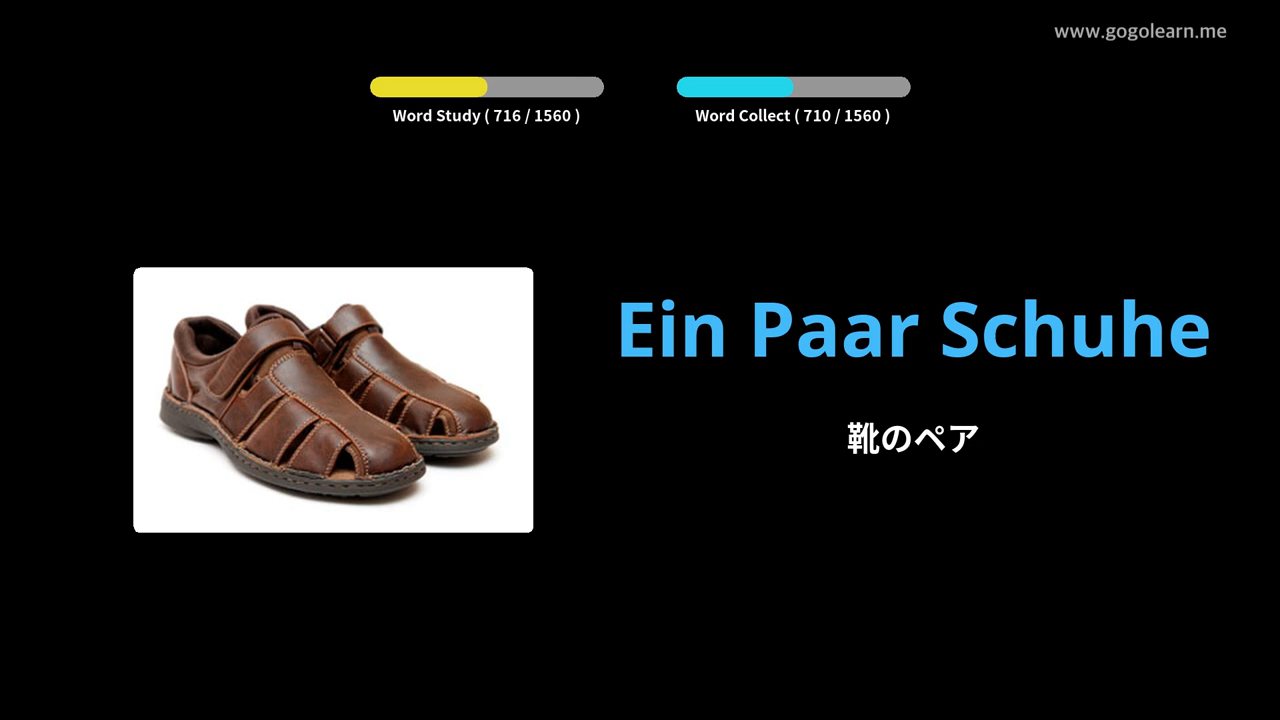 www.gogolearn.me
Word Study ( 716 / 1560 )
Word Collect ( 710 / 1560 )
Ein Paar Schuhe
靴のペア